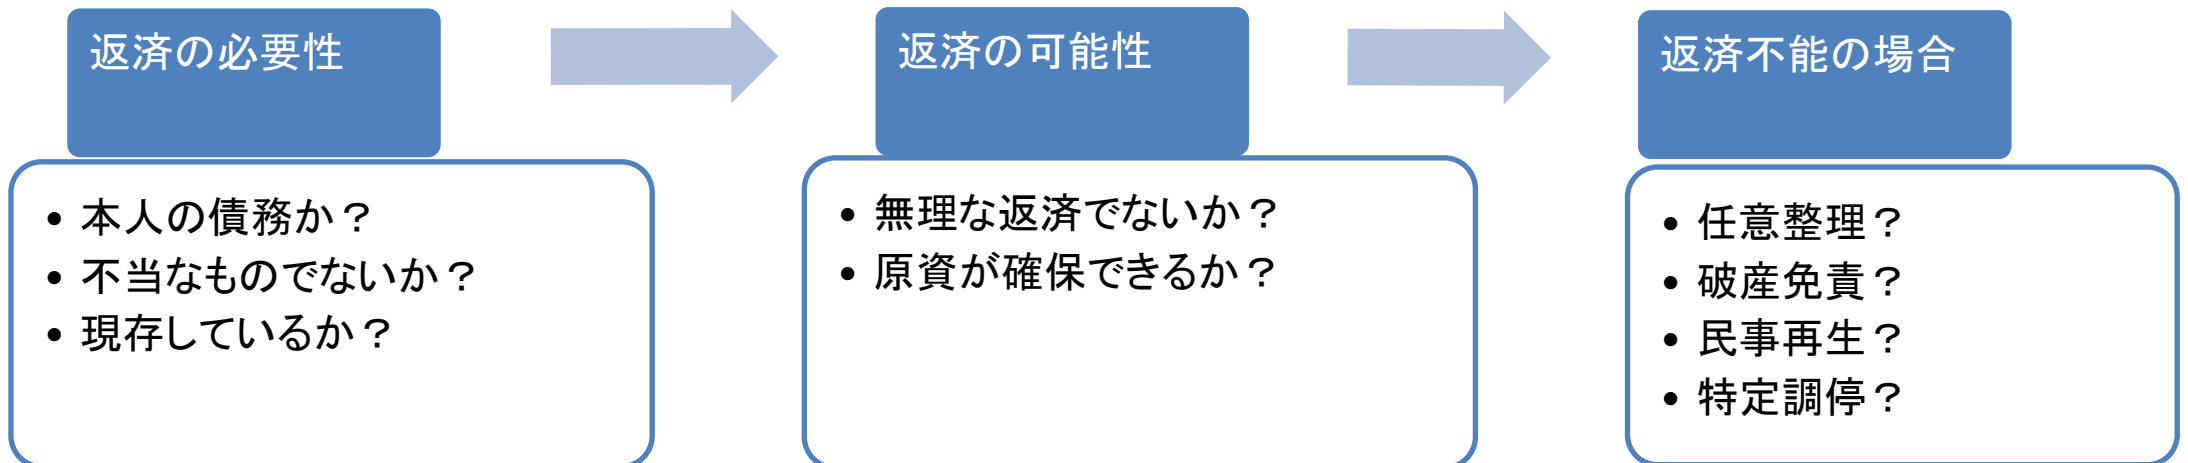 返済の必要性
• 本人の債務か？
• 不当なものでないか？
• 現存しているか？
返済の可能性
• 無理な返済でないか？
• 原資が確保できるか？
返済不能の場合
• 任意整理？
• 破産免責？
• 民事再生？
• 特定調停？